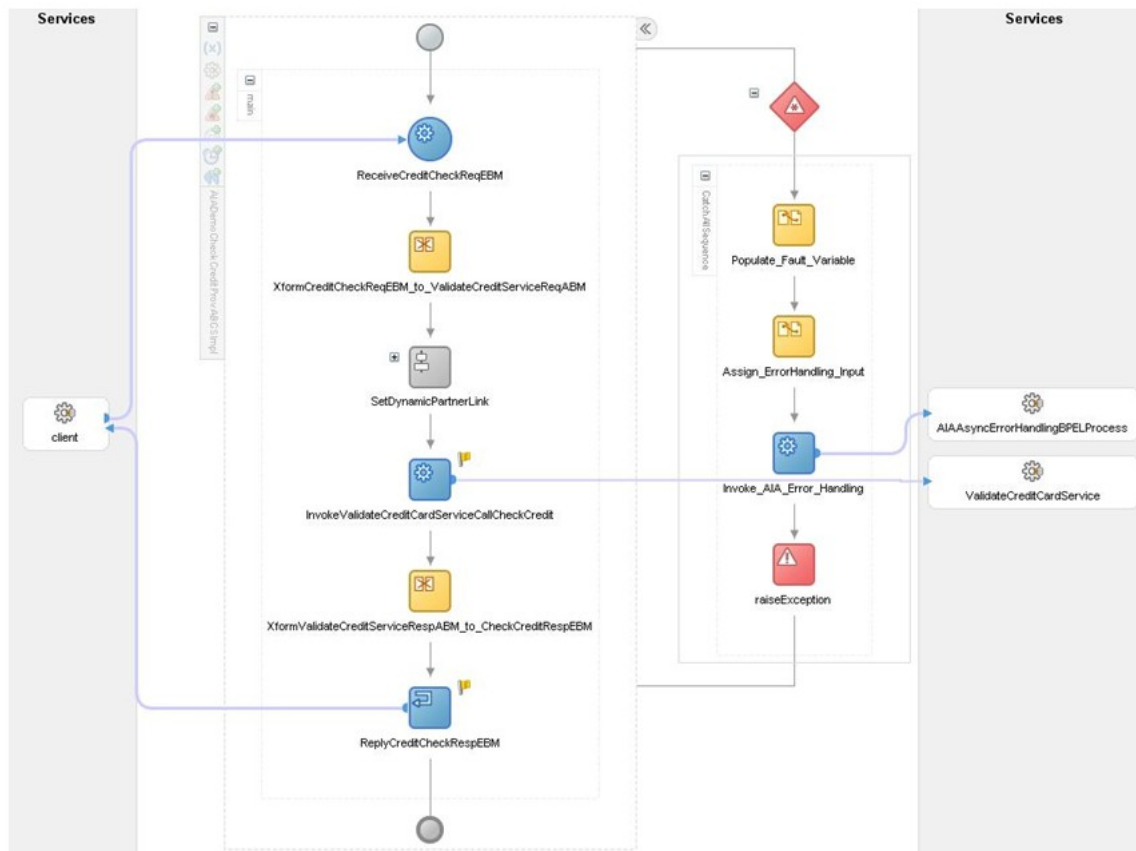 Services
Services
(x)
main
ReceiveCreditCheckReqEBM
XformCreditCheckReqEBM_to_ValidateCreditServiceReqABM
SetDynamicPartnerLink
InvokeValidateCreditCardServiceCallCheckCredit
XformValidateCreditServiceRespABM_to_CheckCreditRespEBM
ReplyCreditCheckRespEBM
AIADemoCheckCreditProvABCSImpl
client
CatchAllSequence
Populate_Fault_Variable
Assign_ErrorHandling_Input
Invoke_AIA_Error_Handling
raiseException
AIAAsyncErrorHandlingBPELProcess
ValidateCreditCardService